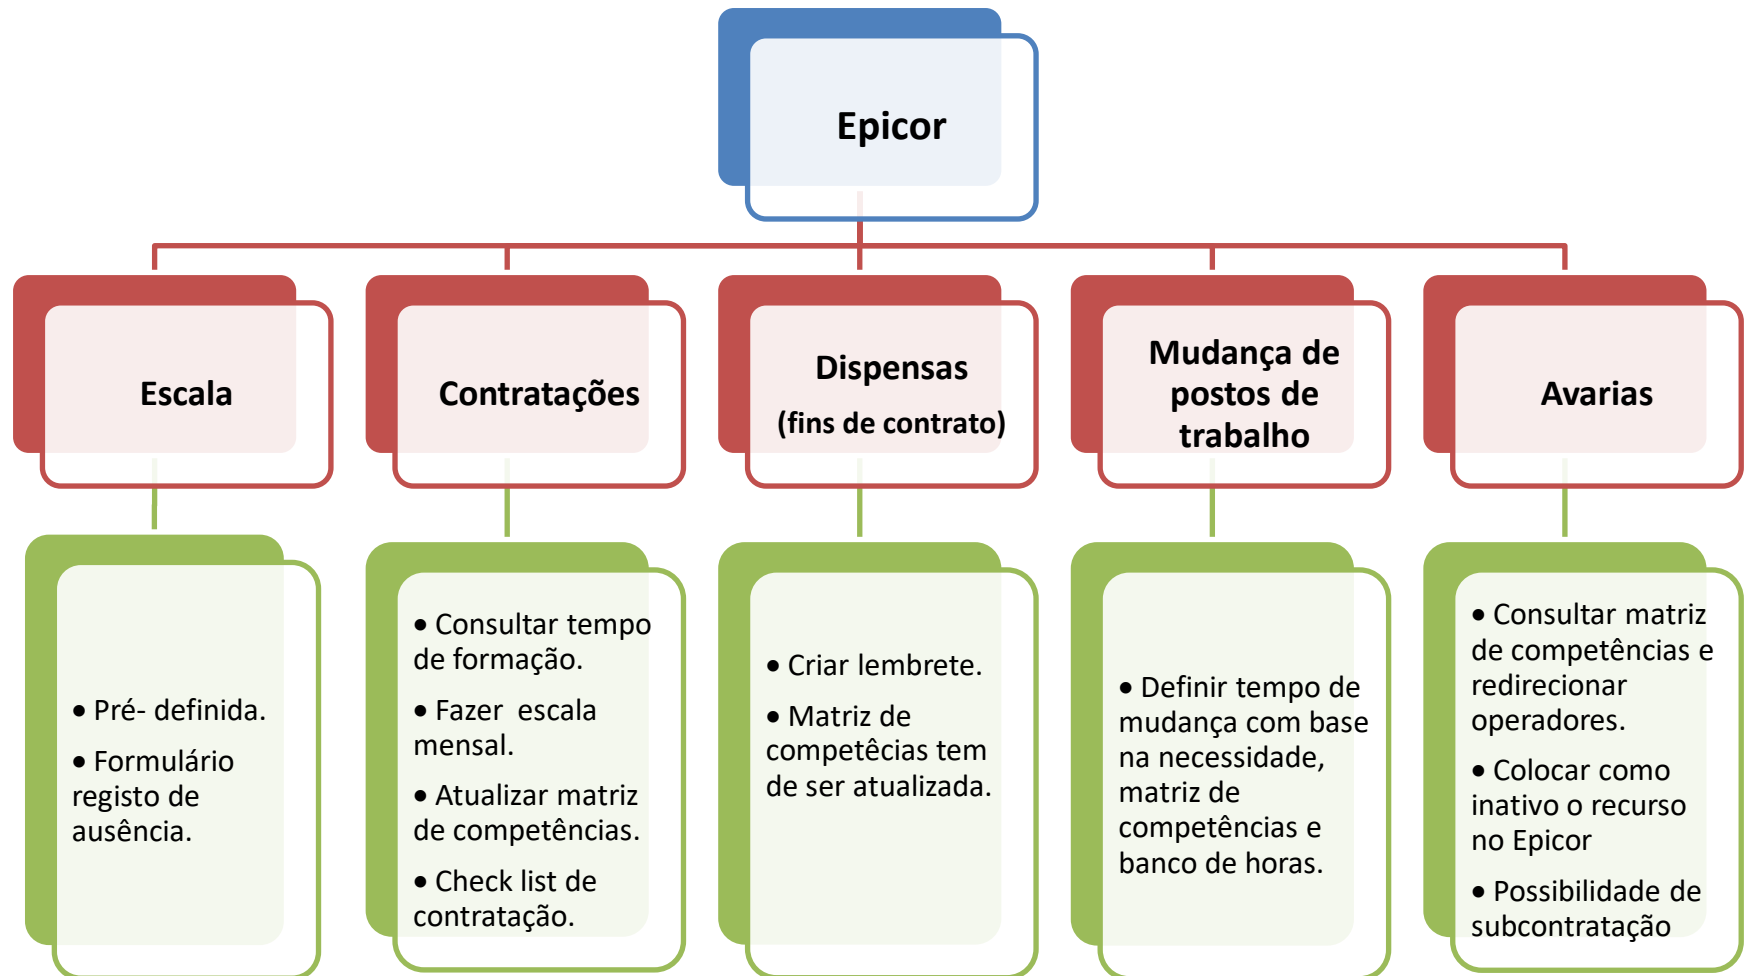 Epicor
Escala
Contratações
Dispensas
(fins de contrato)
Mudança de
postos de
trabalho
Avarias
• Pré- definida.
• Formulário
registo de
ausência.
• Consultar tempo
de formação.
• Fazer escala
mensal.
• Atualizar matriz
de competências.
• Check list de
contratação.
• Criar lembrete.
• Matriz de
competêcias tem
de ser atualizada.
• Definir tempo de
mudança com base
na necessidade,
matriz de
competências e
banco de horas.
• Consultar matriz
de competências e
redirecionar
operadores.
• Colocar como
inativo o recurso
no Epicor
• Possibilidade de
subcontratação